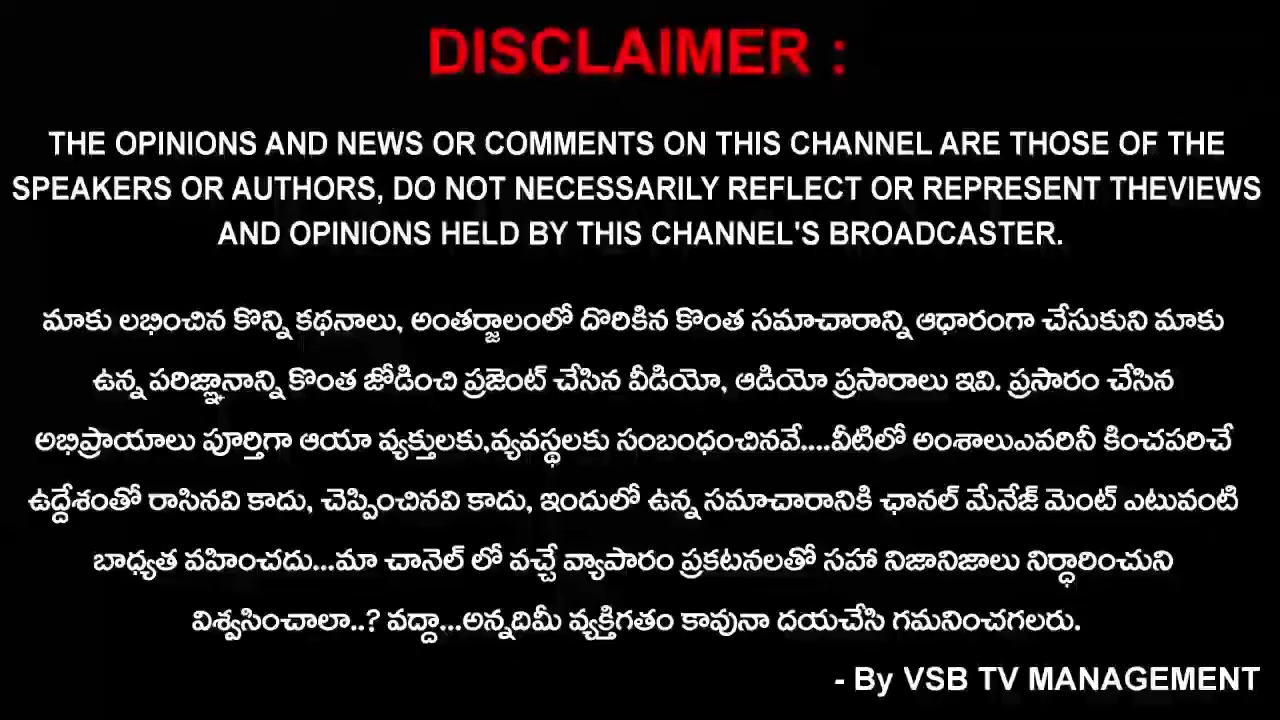 DISCLAIMER :
THE OPINIONS AND NEWS OR COMMENTS ON THIS CHANNEL ARE THOSE OF THE
SPEAKERS OR AUTHORS, DO NOT NECESSARILY REFLECT OR REPRESENT THEVIEWS
AND OPINIONS HELD BY THIS CHANNEL'S BROADCASTER.
మాకు లభించిన కొన్ని కథనాలు, అంతర్జాలంలో దొరికిన కొంత సమాచారాన్ని ఆధారంగా చేసుకుని మాకు
ఉన్న పరిజ్ఞానాన్ని కొంత జోడించి ప్రజెంట్ చేసిన వీడియో, ఆడియో ప్రసారాలు ఇవి. ప్రసారం చేసిన
అభిప్రాయాలు పూర్తిగా ఆయా వ్యక్తులకు,వ్యవస్థలకు సంబంధంచినవే....వీటిలో అంశాలుఎవరినీ కించపరిచే
ఉద్దేశంతో రాసినవి కాదు, చెప్పించినవి కాదు, ఇందులో ఉన్న సమాచారానికి ఛానల్ మేనేజ్ మెంట్ ఎటువంటి
బాధ్యత వహించదు...మా చానెల్ లో వచ్చే వ్యాపారం ప్రకటనలతో సహా నిజానిజాలు నిర్ధారించుని
విశ్వసించాలా..? వద్దా...అన్నదిమీ వ్యక్తిగతం కావునా దయచేసి గమనించగలరు.
- By VSB TV MANAGEMENT